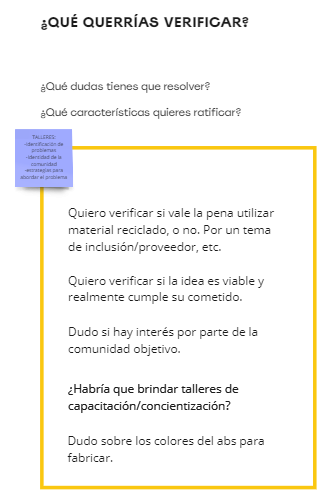 ¿QUÉ QUERRÍAS VERIFICAR?
¿Qué dudas tienes que resolver?
¿Qué características quieres ratificar?
TALLERES:
-identificación de
problemas
-identidad de la
comunidad
-estrategias para
abordar el problema
Quiero verificar si vale la pena utilizar
material reciclado, o no. Por un tema
de inclusión/proveedor, etc.
Quiero verificar si la idea es viable y
realmente cumple su cometido.
Dudo si hay interés por parte de la
comunidad objetivo.
¿Habría que brindar talleres de
capacitación/concientización?
Dudo sobre los colores del abs para
fabricar.